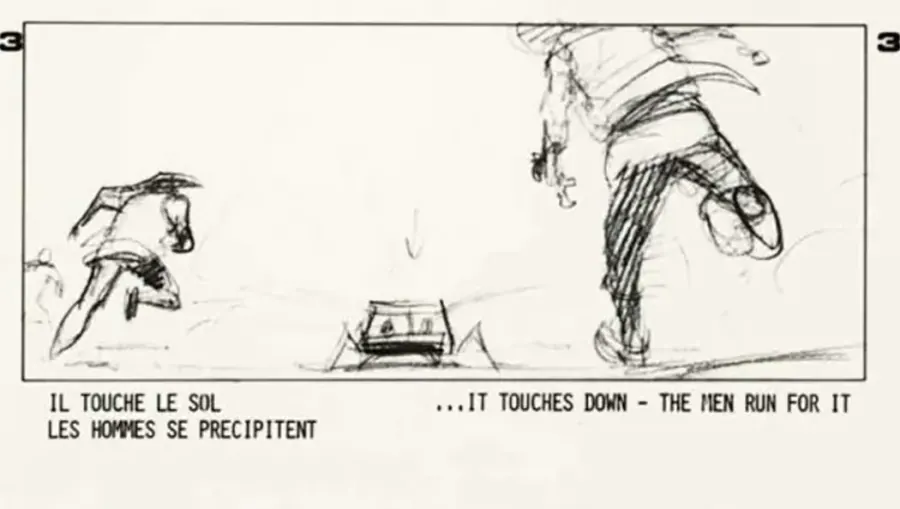 3 3
IL TOUCHE LE SOL
LES HOMMES SE PRECIPITENT
...IT TOUCHES DOWN - THE MEN RUN FOR IT